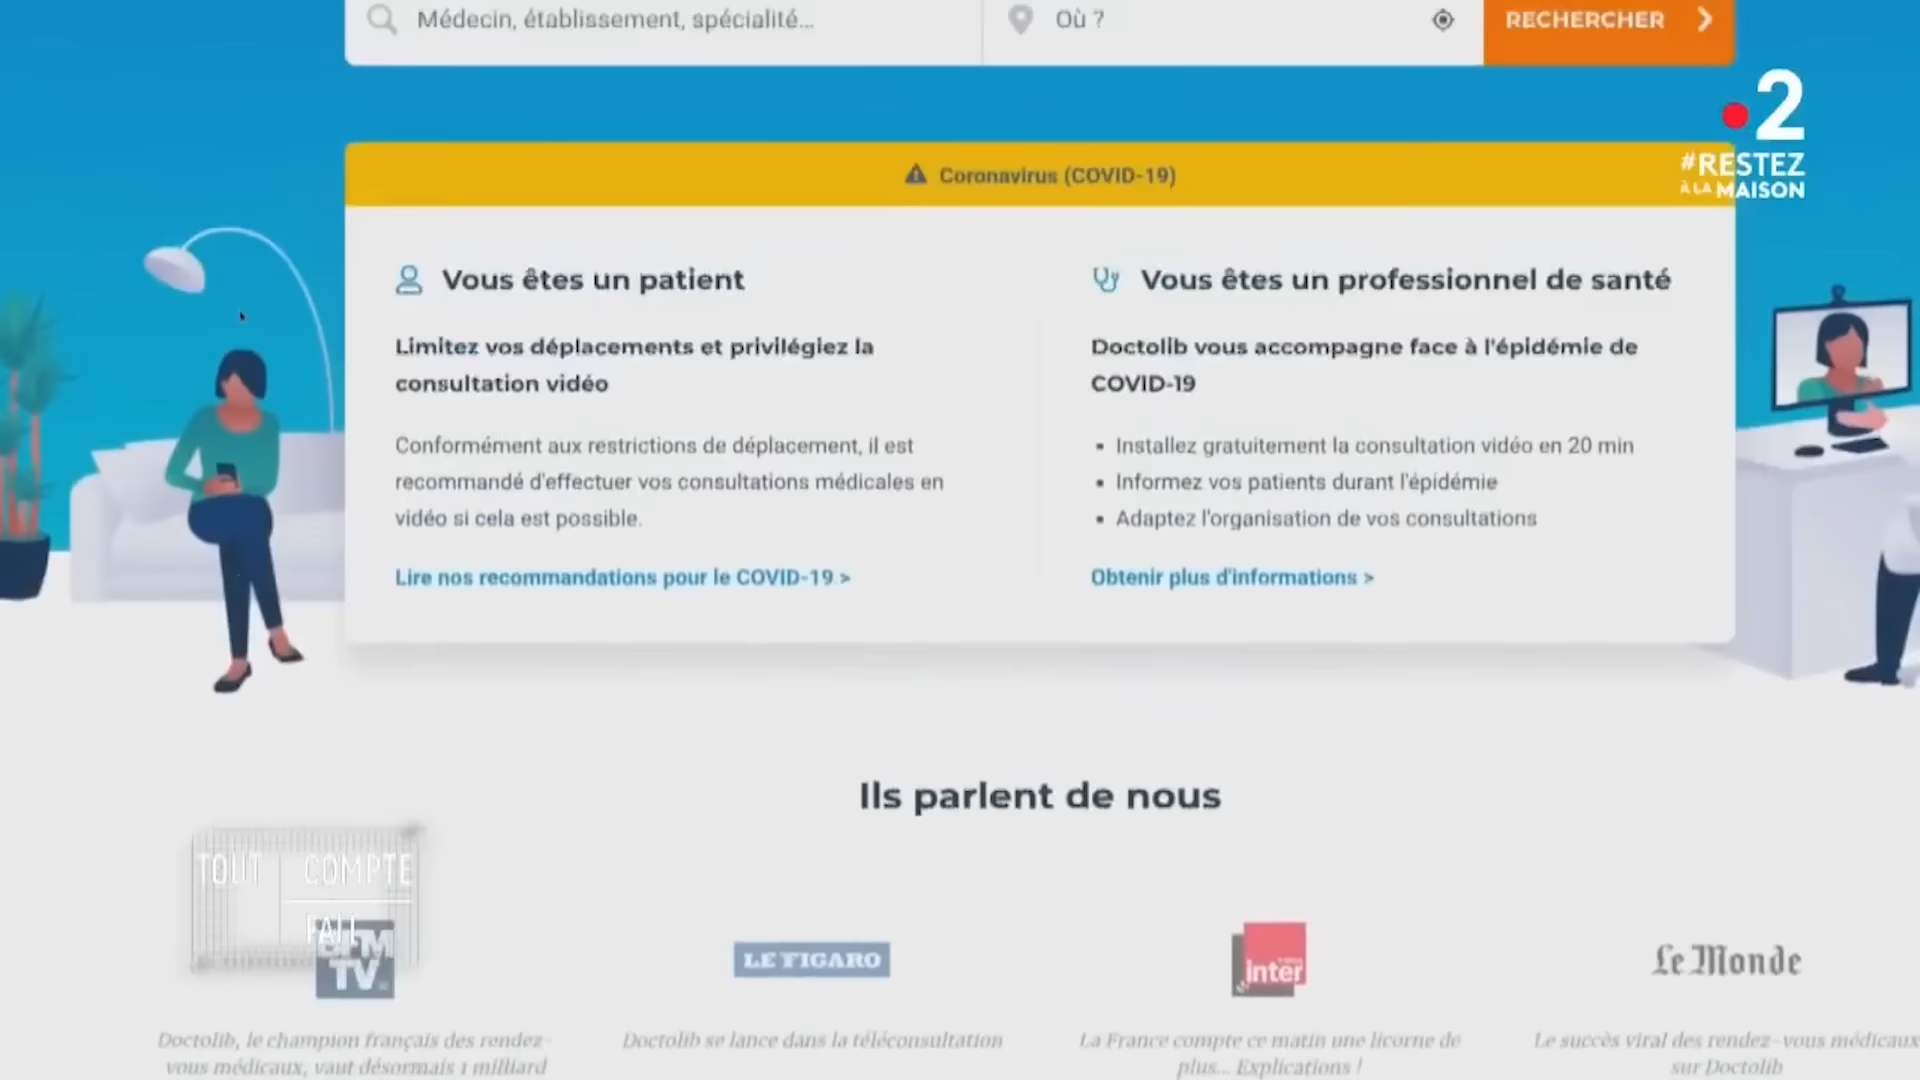 Médecin, établissement, spécialité...
Où ?
RECHERCHER
2
#RESTEZ
À LA MAISON
Coronavirus (COVID-19)
Vous êtes un patient
Limitez vos déplacements et privilégiez la
consultation vidéo
Conformément aux restrictions de déplacement, il est
recommandé d'effectuer vos consultations médicales en
vidéo si cela est possible.
Lire nos recommandations pour le COVID-19 >
Vous êtes un professionnel de santé
Doctolib vous accompagne face à l'épidémie de
COVID-19
▪ Installez gratuitement la consultation vidéo en 20 min
▪ Informez vos patients durant l'épidémie
▪ Adaptez l'organisation de vos consultations
Obtenir plus d'informations >
Ils parlent de nous
TOUT COMPTE
FAIT
BFM
TV
Doctolib, le champion français des rendez-
vous médicaux, vaut désormais 1 milliard
LE FIGARO
Doctolib se lance dans la téléconsultation
inter
La France compte ce matin une licorne de
plus... Explications !
Le Monde
Le succès viral des rendez-vous médicaux
sur Doctolib